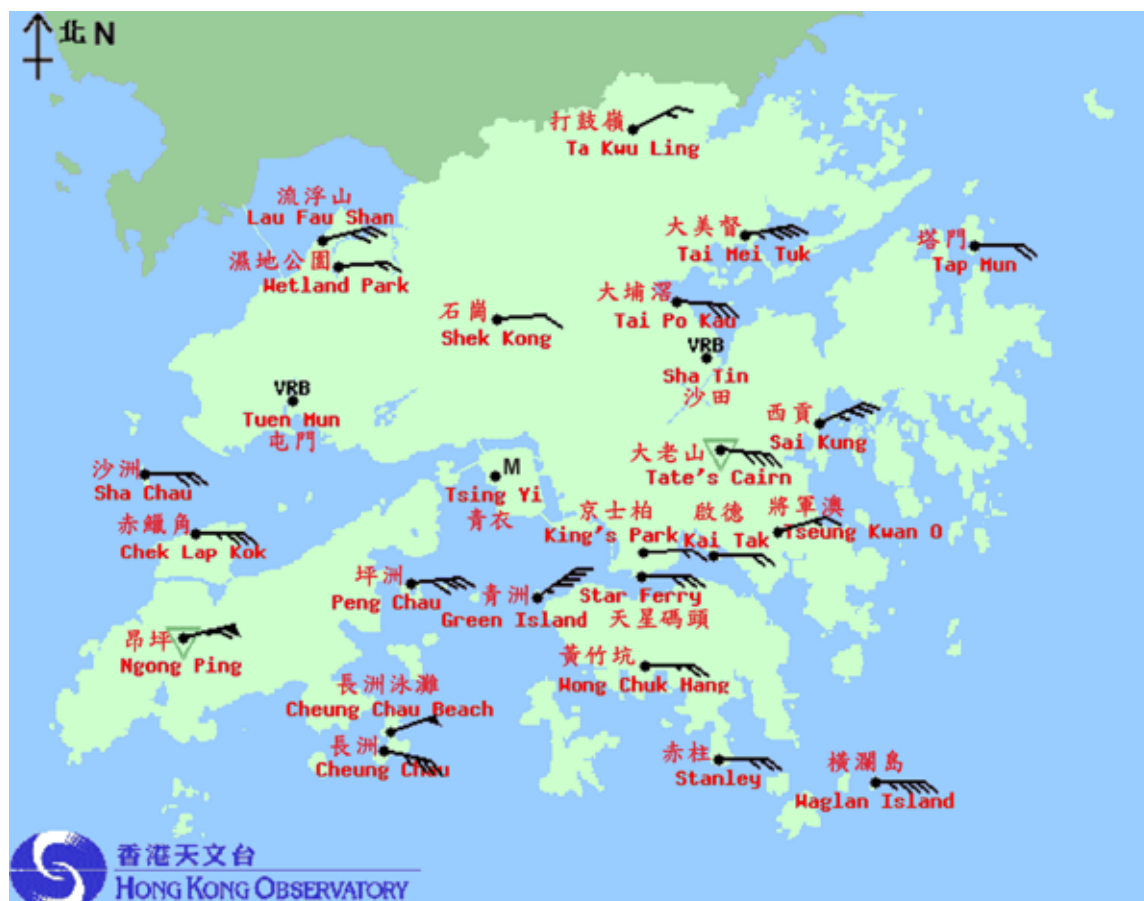 北 N
打鼓嶺
Ta Kwu Ling
流浮山
Lau Fau Shan
濕地公園
Wetland Park
大美督
Tai Mei Tuk
塔門
Tap Mun
石崗
Shek Kong
大埔滘
Tai Po Kau
VRB
Sha Tin
沙田
VRB
Tuen Mun
屯門
西貢
Sai Kung
大老山
Tate's Cairn
沙洲
Sha Chau
M
Tsing Yi
青衣
赤鱲角
Chek Lap Kok
京士柏
King's Park
啟德
Kai Tak
將軍澳
Tseung Kwan O
坪洲
Peng Chau
青洲
Green Island
Star Ferry
天星碼頭
昂坪
Ngong Ping
黃竹坑
Wong Chuk Hang
長洲泳灘
Cheung Chau Beach
長洲
Cheung Chau
赤柱
Stanley
橫瀾島
Waglan Island
香港天文台
HONG KONG OBSERVATORY